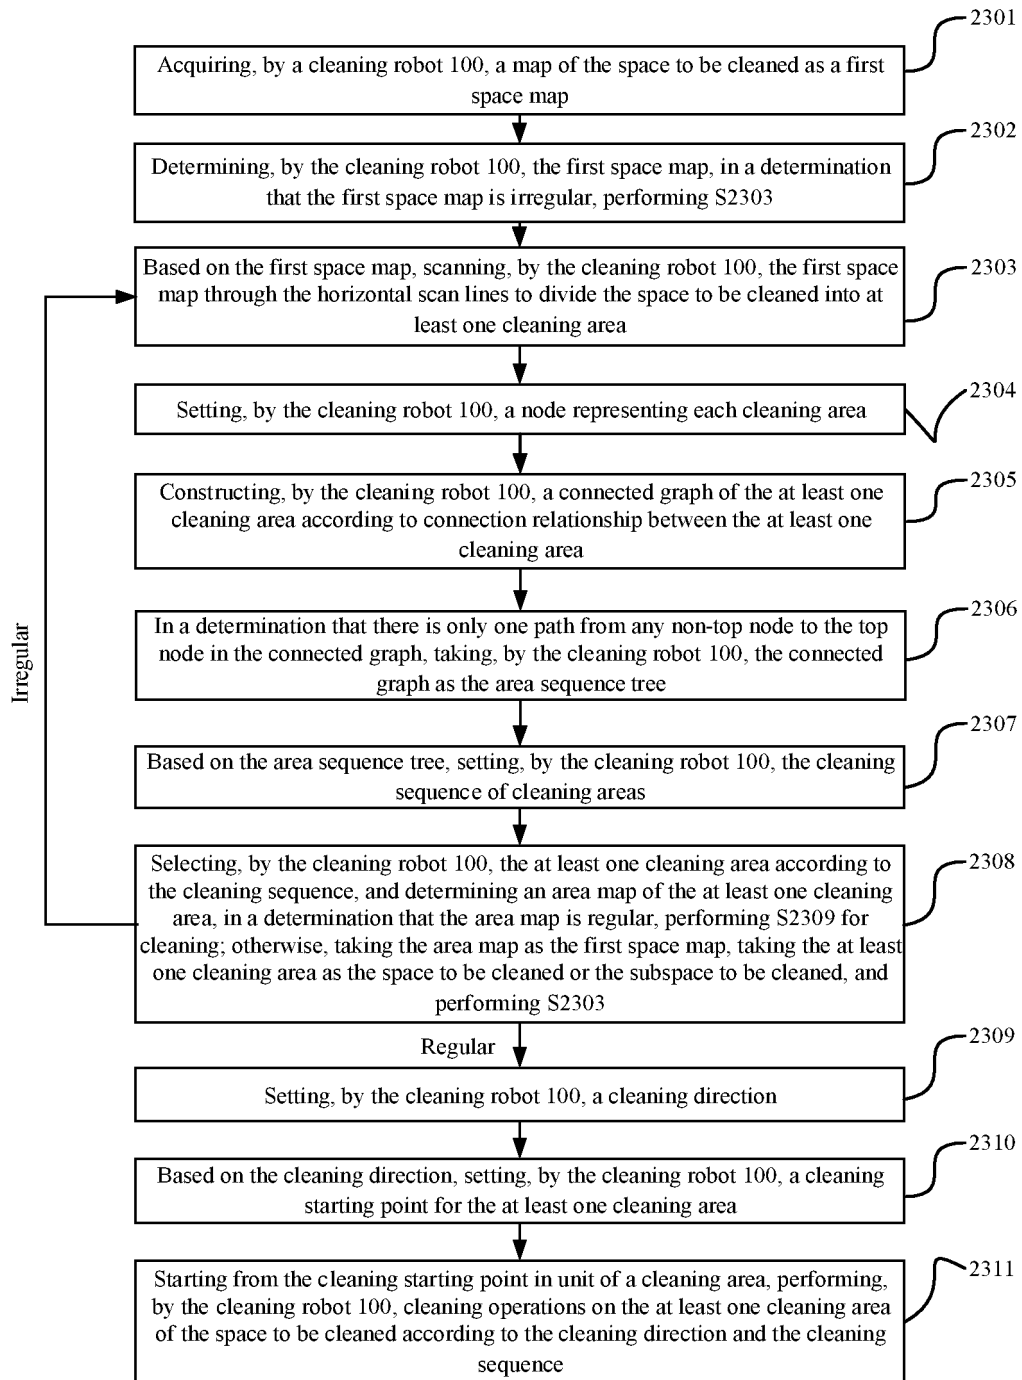 2301
Acquiring, by a cleaning robot 100, a map of the space to be cleaned as a first
space map
2302
Determining, by the cleaning robot 100, the first space map, in a determination
that the first space map is irregular, performing S2303
2303
Based on the first space map, scanning, by the cleaning robot 100, the first space
map through the horizontal scan lines to divide the space to be cleaned into at
least one cleaning area
2304
Setting, by the cleaning robot 100, a node representing each cleaning area
2305
Constructing, by the cleaning robot 100, a connected graph of the at least one
cleaning area according to connection relationship between the at least one
cleaning area
2306
In a determination that there is only one path from any non-top node to the top
node in the connected graph, taking, by the cleaning robot 100, the connected
graph as the area sequence tree
Irregular
2307
Based on the area sequence tree, setting, by the cleaning robot 100, the cleaning
sequence of cleaning areas
2308
Selecting, by the cleaning robot 100, the at least one cleaning area according to
the cleaning sequence, and determining an area map of the at least one cleaning
area, in a determination that the area map is regular, performing S2309 for
cleaning; otherwise, taking the area map as the first space map, taking the at least
one cleaning area as the space to be cleaned or the subspace to be cleaned, and
performing S2303
Regular
2309
Setting, by the cleaning robot 100, a cleaning direction
2310
Based on the cleaning direction, setting, by the cleaning robot 100, a cleaning
starting point for the at least one cleaning area
2311
Starting from the cleaning starting point in unit of a cleaning area, performing,
by the cleaning robot 100, cleaning operations on the at least one cleaning area
of the space to be cleaned according to the cleaning direction and the cleaning
sequence